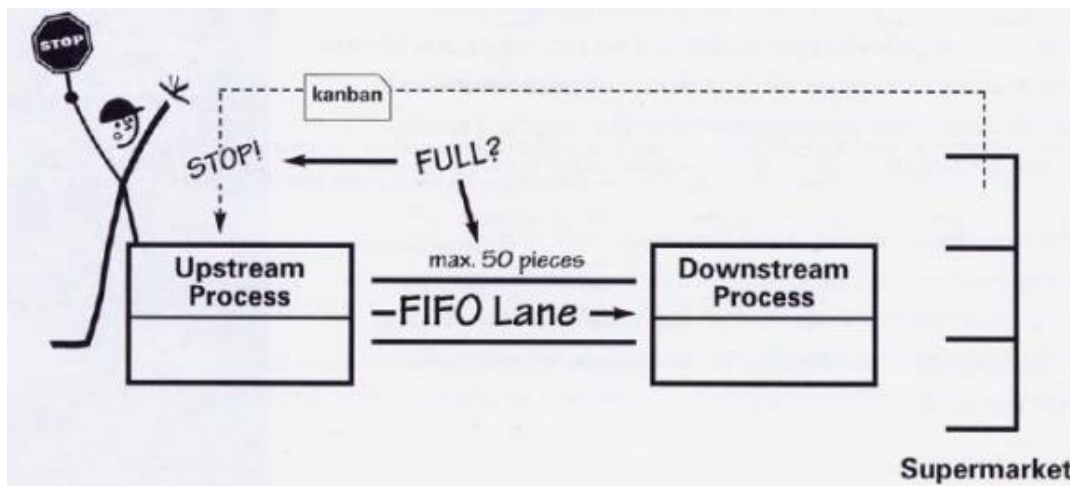 STOP
kanban
STOP!
FULL?
max. 50 pieces
Upstream
Process
FIFO Lane
Downstream
Process
Supermarket